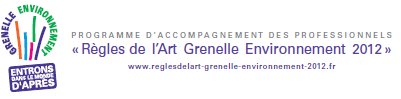 GRENELLE ENVIRONNEMENT
ENTRONS
DANS LE MONDE
D'APRÈS
PROGRAMME D'ACCOMPAGNEMENT DES PROFESSIONNELS
« Règles de l'Art Grenelle Environnement 2012 »
www.reglesdelart-grenelle-environnement-2012.fr